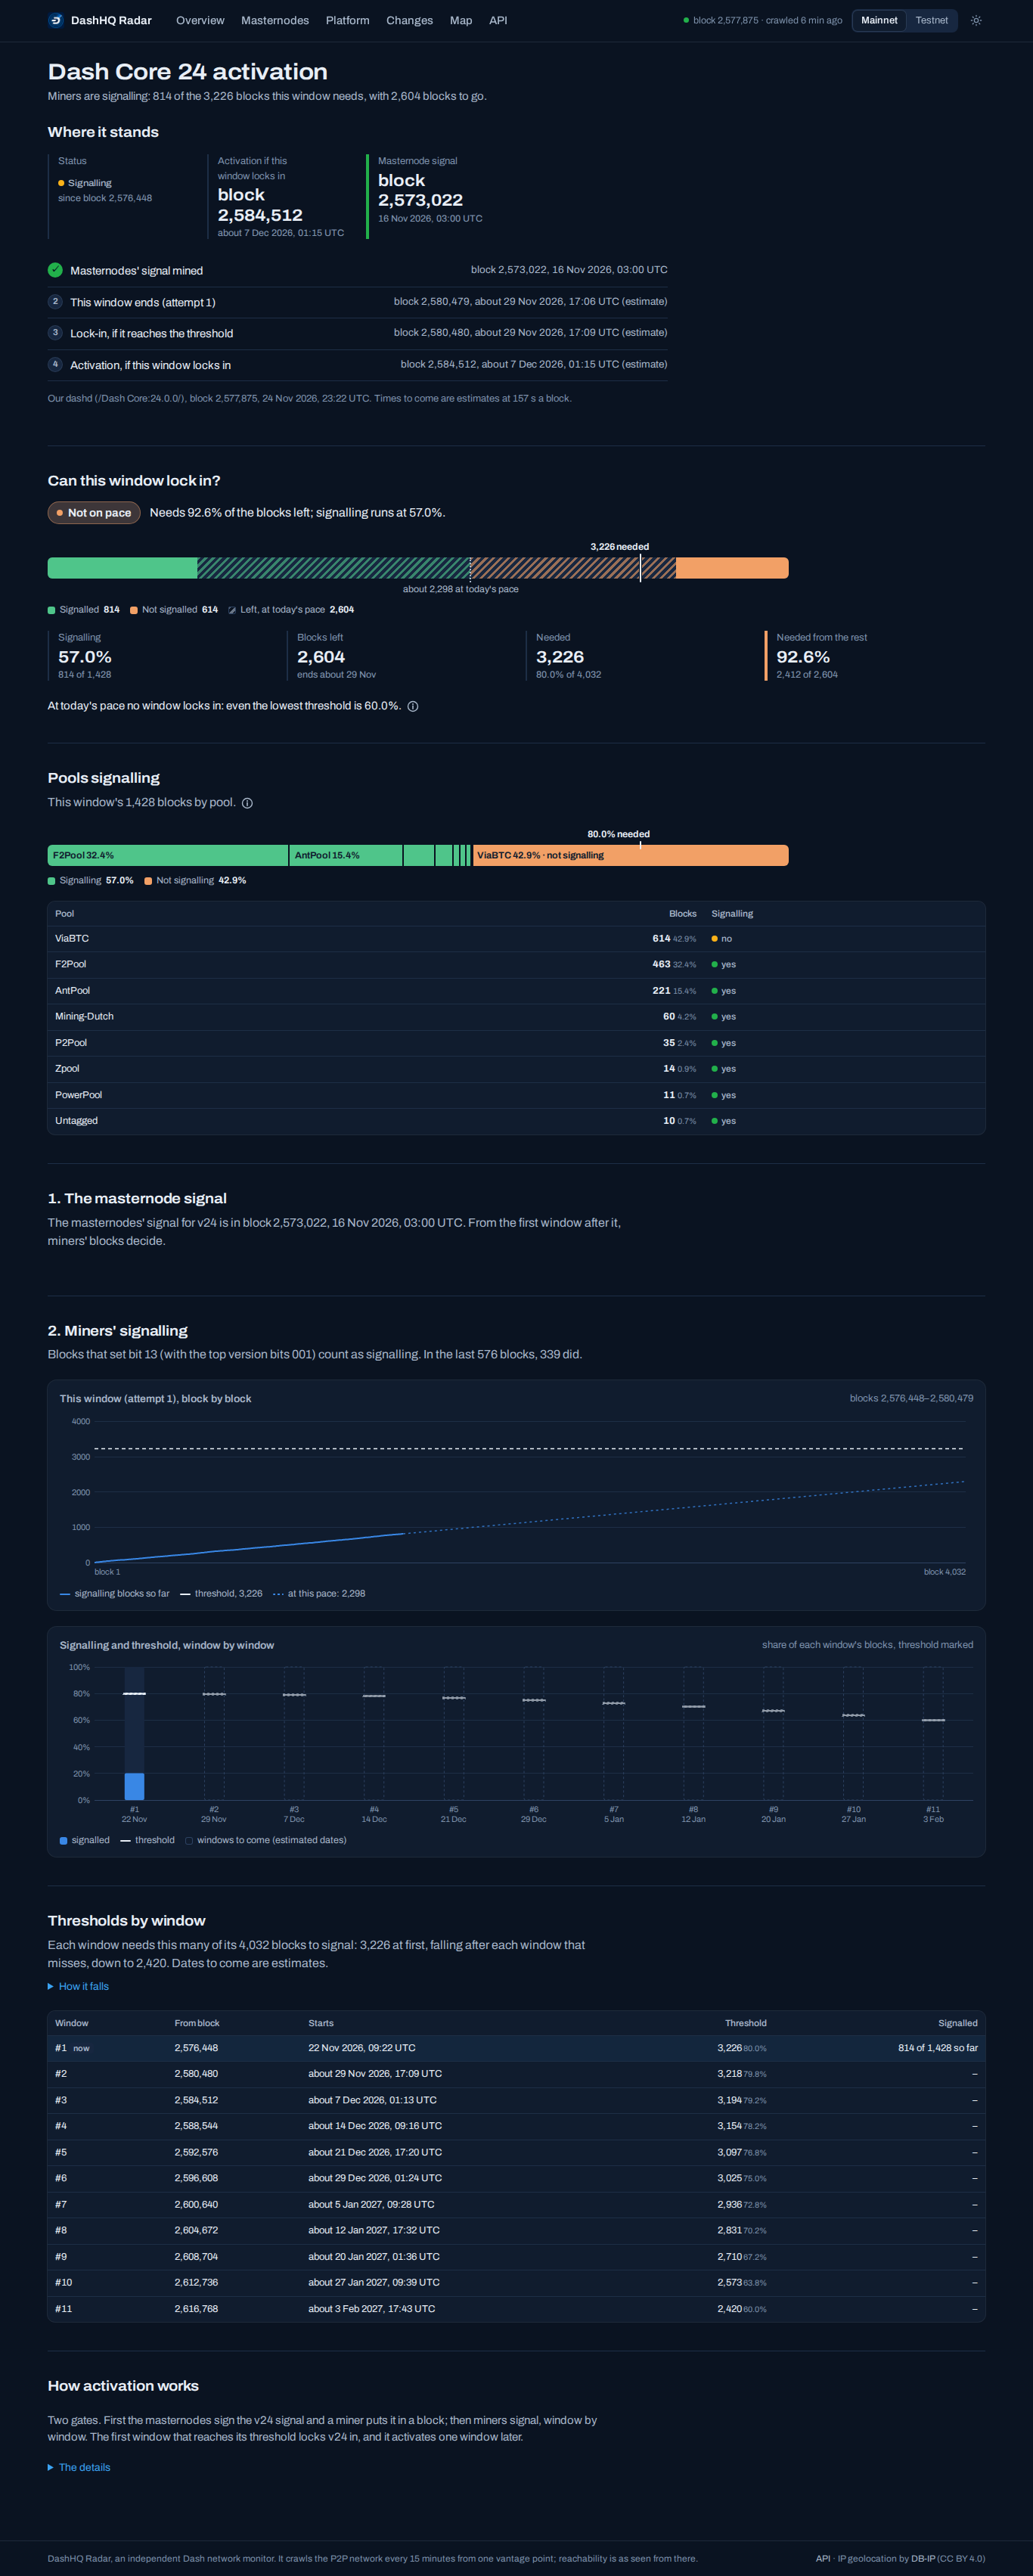 DashHQ Radar Overview Masternodes Platform Changes Map API block 2,577,875 · crawled 6 min ago Mainnet Testnet
Dash Core 24 activation
Miners are signalling: 814 of the 3,226 blocks this window needs, with 2,604 blocks to go.
Where it stands
Status
Signalling
since block 2,576,448
Activation if this
window locks in
block
2,584,512
about 7 Dec 2026, 01:15 UTC
Masternode signal
block
2,573,022
16 Nov 2026, 03:00 UTC
Masternodes' signal mined block 2,573,022, 16 Nov 2026, 03:00 UTC
2 This window ends (attempt 1) block 2,580,479, about 29 Nov 2026, 17:06 UTC (estimate)
3 Lock-in, if it reaches the threshold block 2,580,480, about 29 Nov 2026, 17:09 UTC (estimate)
4 Activation, if this window locks in block 2,584,512, about 7 Dec 2026, 01:15 UTC (estimate)
Our dashd (/Dash Core:24.0.0/), block 2,577,875, 24 Nov 2026, 23:22 UTC. Times to come are estimates at 157 s a block.
Can this window lock in?
Not on pace Needs 92.6% of the blocks left; signalling runs at 57.0%.
3,226 needed
about 2,298 at today's pace
Signalled 814 Not signalled 614 Left, at today's pace 2,604
Signalling
57.0%
814 of 1,428
Blocks left
2,604
ends about 29 Nov
Needed
3,226
80.0% of 4,032
Needed from the rest
92.6%
2,412 of 2,604
At today's pace no window locks in: even the lowest threshold is 60.0%.
Pools signalling
This window's 1,428 blocks by pool.
80.0% needed
F2Pool 32.4% AntPool 15.4% ViaBTC 42.9% · not signalling
Signalling 57.0% Not signalling 42.9%
Pool Blocks Signalling
ViaBTC 614 42.9% no
F2Pool 463 32.4% yes
AntPool 221 15.4% yes
Mining-Dutch 60 4.2% yes
P2Pool 35 2.4% yes
Zpool 14 0.9% yes
PowerPool 11 0.7% yes
Untagged 10 0.7% yes
1. The masternode signal
The masternodes' signal for v24 is in block 2,573,022, 16 Nov 2026, 03:00 UTC. From the first window after it,
miners' blocks decide.
2. Miners' signalling
Blocks that set bit 13 (with the top version bits 001) count as signalling. In the last 576 blocks, 339 did.
This window (attempt 1), block by block blocks 2,576,448–2,580,479
4000
3000
2000
1000
0
block 1 block 4,032
signalling blocks so far threshold, 3,226 at this pace: 2,298
Signalling and threshold, window by window share of each window's blocks, threshold marked
100%
80%
60%
40%
20%
0%
#1 #2 #3 #4 #5 #6 #7 #8 #9 #10 #11
22 Nov 29 Nov 7 Dec 14 Dec 21 Dec 29 Dec 5 Jan 12 Jan 20 Jan 27 Jan 3 Feb
signalled threshold windows to come (estimated dates)
Thresholds by window
Each window needs this many of its 4,032 blocks to signal: 3,226 at first, falling after each window that
misses, down to 2,420. Dates to come are estimates.
How it falls
Window From block Starts Threshold Signalled
#1 now 2,576,448 22 Nov 2026, 09:22 UTC 3,226 80.0% 814 of 1,428 so far
#2 2,580,480 about 29 Nov 2026, 17:09 UTC 3,218 79.8% –
#3 2,584,512 about 7 Dec 2026, 01:13 UTC 3,194 79.2% –
#4 2,588,544 about 14 Dec 2026, 09:16 UTC 3,154 78.2% –
#5 2,592,576 about 21 Dec 2026, 17:20 UTC 3,097 76.8% –
#6 2,596,608 about 29 Dec 2026, 01:24 UTC 3,025 75.0% –
#7 2,600,640 about 5 Jan 2027, 09:28 UTC 2,936 72.8% –
#8 2,604,672 about 12 Jan 2027, 17:32 UTC 2,831 70.2% –
#9 2,608,704 about 20 Jan 2027, 01:36 UTC 2,710 67.2% –
#10 2,612,736 about 27 Jan 2027, 09:39 UTC 2,573 63.8% –
#11 2,616,768 about 3 Feb 2027, 17:43 UTC 2,420 60.0% –
How activation works
Two gates. First the masternodes sign the v24 signal and a miner puts it in a block; then miners signal, window by
window. The first window that reaches its threshold locks v24 in, and it activates one window later.
The details
DashHQ Radar, an independent Dash network monitor. It crawls the P2P network every 15 minutes from one vantage point; reachability is as seen from there. API · IP geolocation by DB-IP (CC BY 4.0)